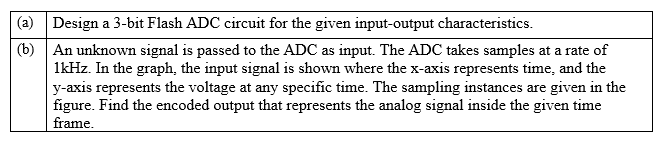 (a) Design a 3-bit Flash ADC circuit for the given input-output characteristics.
(b) An unknown signal is passed to the ADC as input. The ADC takes samples at a rate of
1kHz. In the graph, the input signal is shown where the x-axis represents time, and the
y-axis represents the voltage at any specific time. The sampling instances are given in the
figure. Find the encoded output that represents the analog signal inside the given time
frame.